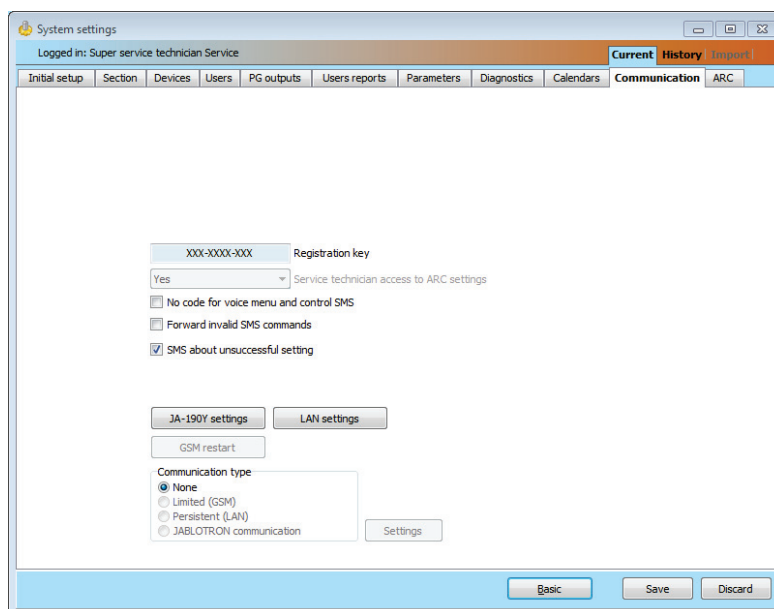 System settings
Logged in: Super service technician Service
Current History Import
Initial setup Section Devices Users PG outputs Users reports Parameters Diagnostics Calendars Communication ARC
XXX-XXXX-XXX Registration key
Yes Service technician access to ARC settings
No code for voice menu and control SMS
Forward invalid SMS commands
SMS about unsuccessful setting
JA-190Y settings LAN settings
GSM restart
Communication type
None
Limited (GSM)
Persistent (LAN)
JABLOTRON communication Settings
Basic Save Discard